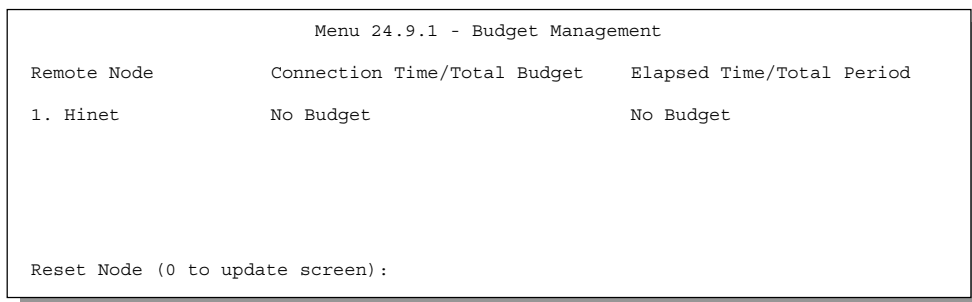 Menu 24.9.1 - Budget Management
Remote Node Connection Time/Total Budget Elapsed Time/Total Period
1. Hinet No Budget No Budget
Reset Node (0 to update screen):